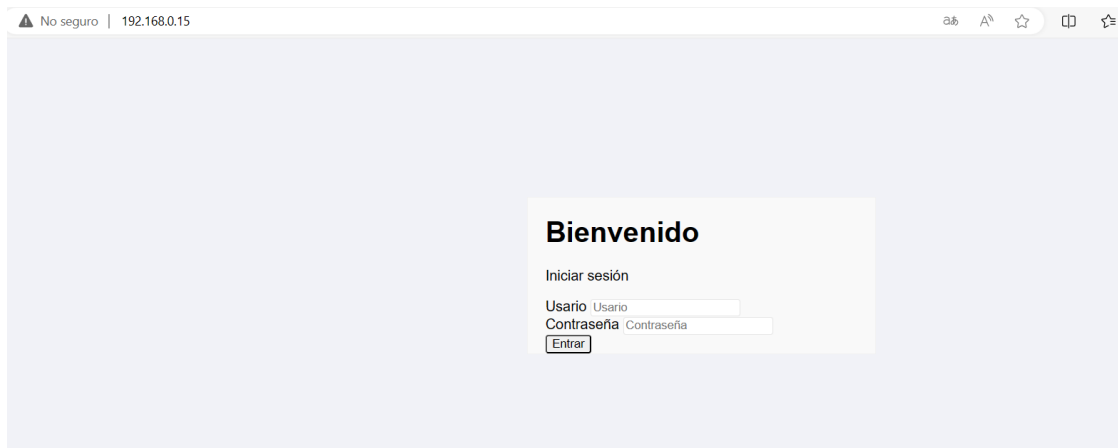 No seguro | 192.168.0.15
Bienvenido
Iniciar sesión
Usario Usario
Contraseña Contraseña
Entrar